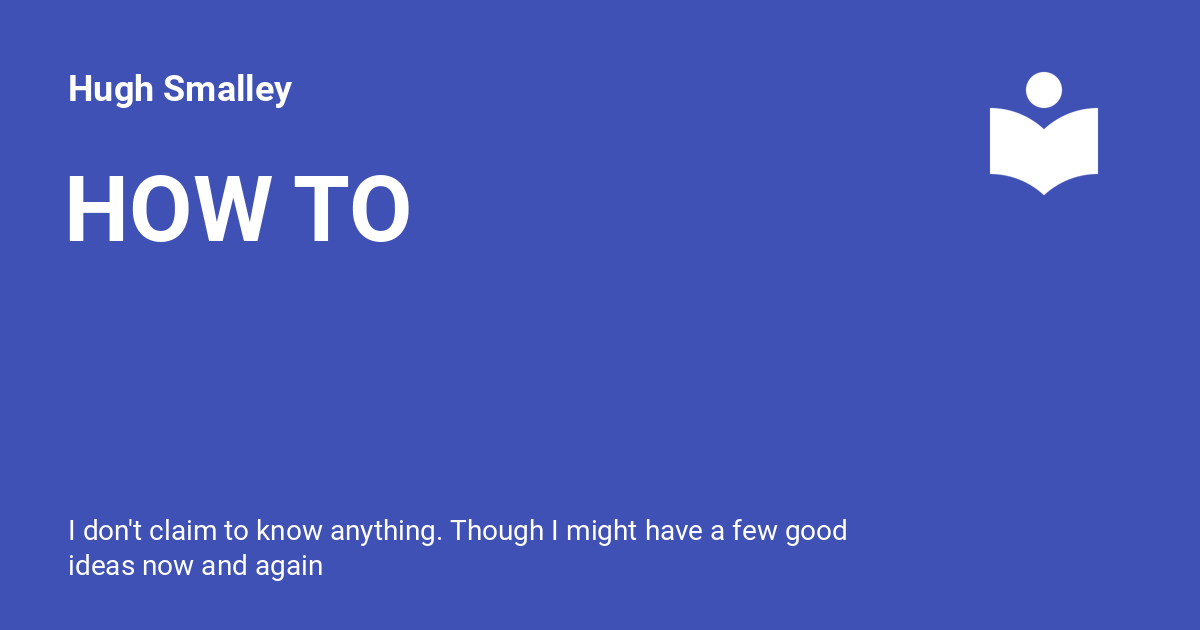 Hugh Smalley
HOW TO
I don't claim to know anything. Though I might have a few good
ideas now and again